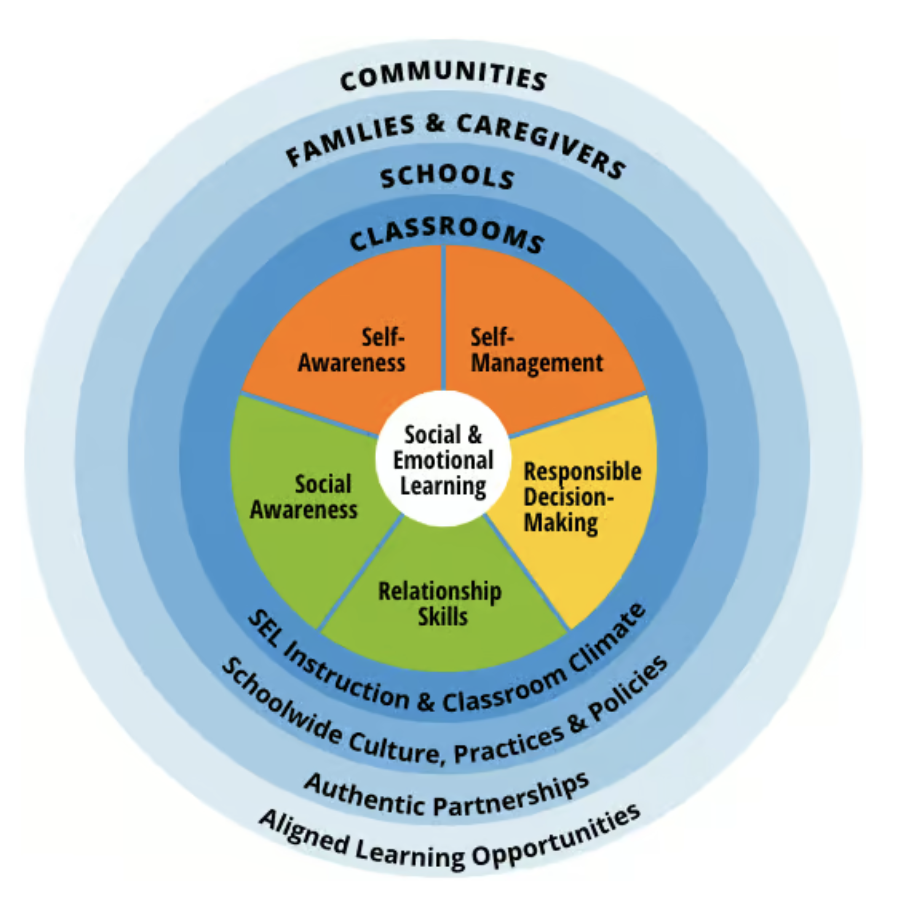 COMMUNITIES
FAMILIES & CAREGIVERS
SCHOOLS
CLASSROOMS
Self-
Awareness
Self-
Management
Social &
Emotional
Learning
Social
Awareness
Responsible
Decision-
Making
Relationship
Skills
SEL Instruction & Classroom Climate
Schoolwide Culture, Practices & Policies
Authentic Partnerships
Aligned Learning Opportunities